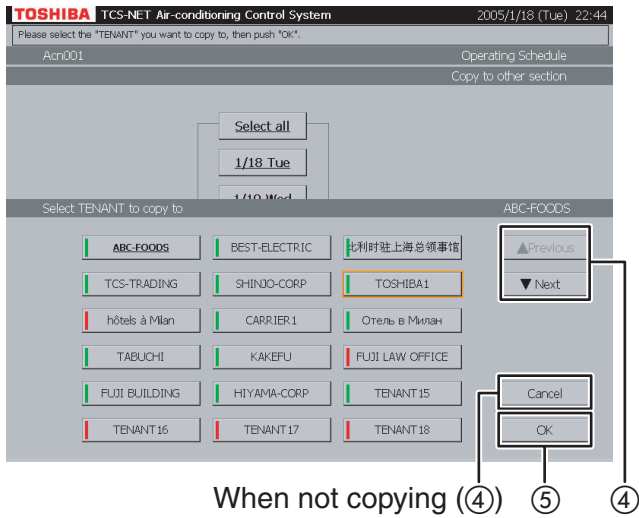 TOSHIBA TCS-NET Air-conditioning Control System 2005/1/18 (Tue) 22:44
Please select the "TENANT" you want to copy to, then push "OK".
Acn001 Operating Schedule
Copy to other section
Select all
1/18 Tue
1/19 Wed
Select TENANT to copy to ABC-FOODS
ABC-FOODS BEST-ELECTRIC 比利时驻上海总领事馆 ▲Previous
TCS-TRADING SHINJO-CORP TOSHIBA1 ▼ Next
hôtels à Milan CARRIER1 Отель в Милан
TABUCHI KAKEFU FUJI LAW OFFICE
FUJI BUILDING HIYAMA-CORP TENANT15 Cancel
TENANT16 TENANT17 TENANT18 OK
When not copying (④) ⑤ ④